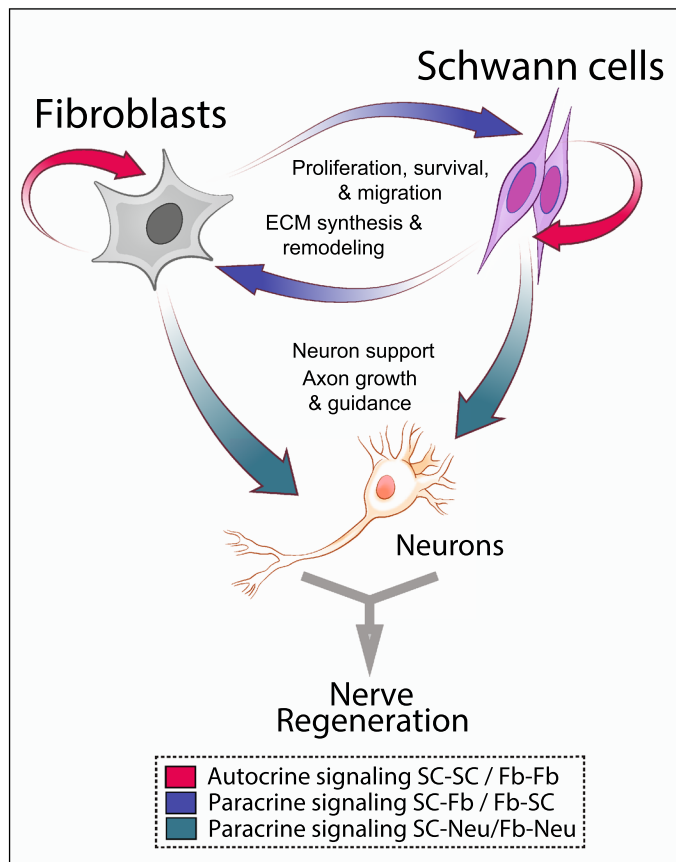 Schwann cells
Fibroblasts
Proliferation, survival,
& migration
ECM synthesis &
remodeling
Neuron support
Axon growth
& guidance
Neurons
Nerve
Regeneration
Autocrine signaling SC-SC / Fb-Fb
Paracrine signaling SC-Fb / Fb-SC
Paracrine signaling SC-Neu/Fb-Neu